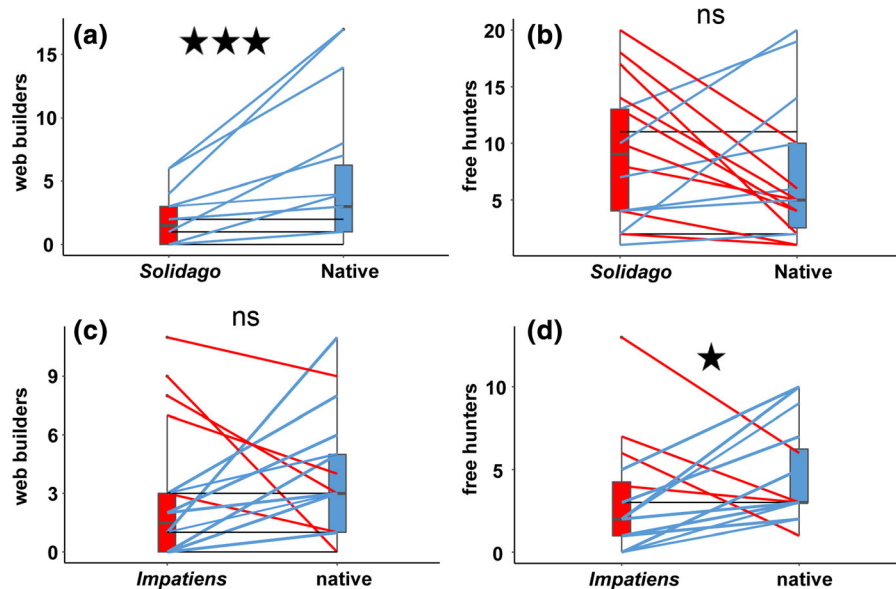 (a)
★★★
web builders
15
10
5
0
Solidago
Native
(b)
ns
free hunters
20
15
10
5
Solidago
Native
(c)
ns
web builders
9
6
3
0
Impatiens
native
(d)
★
free hunters
10
5
0
Impatiens
native